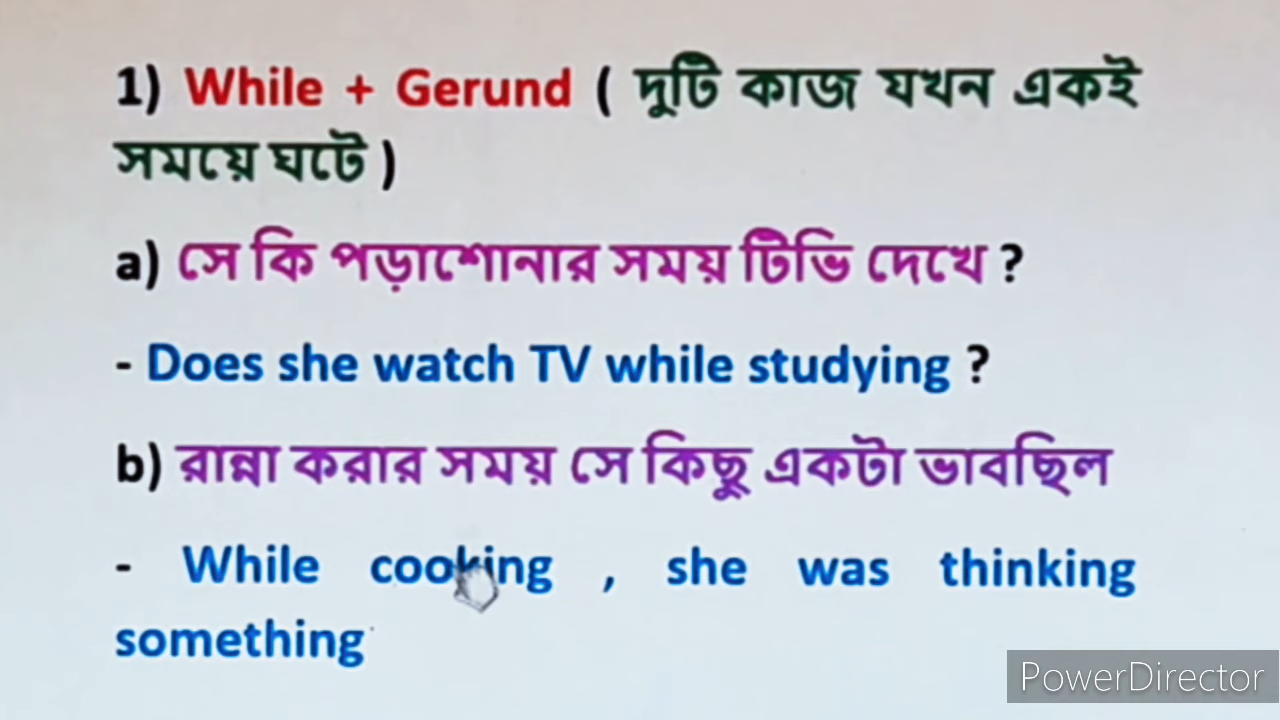 1) While + Gerund ( দুটি কাজ যখন একই
সময়ে ঘটে )
a) সে কি পড়াশোনার সময় টিভি দেখে ?
- Does she watch TV while studying ?
b) রান্না করার সময় সে কিছু একটা ভাবছিল
- While cooking , she was thinking
something
PowerDirector